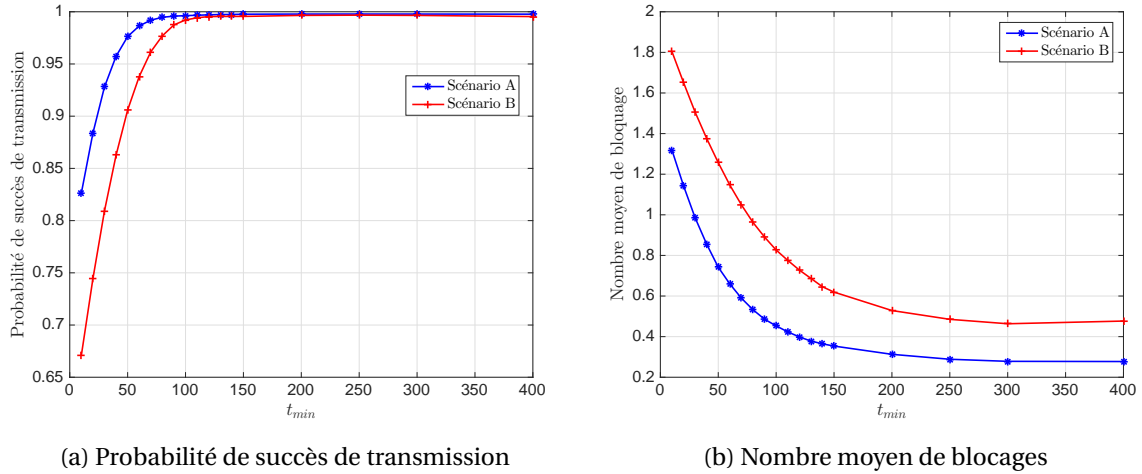 1
0.95
0.9
0.85
0.8
0.75
0.7
0.65
Probabilité de succès de transmission
Scénario A
Scénario B
0 50 100 150 200 250 300 350 400
t_min
(a) Probabilité de succès de transmission
2
1.8
1.6
1.4
1.2
1
0.8
0.6
0.4
0.2
Nombre moyen de bloquage
Scénario A
Scénario B
0 50 100 150 200 250 300 350 400
t_min
(b) Nombre moyen de blocages